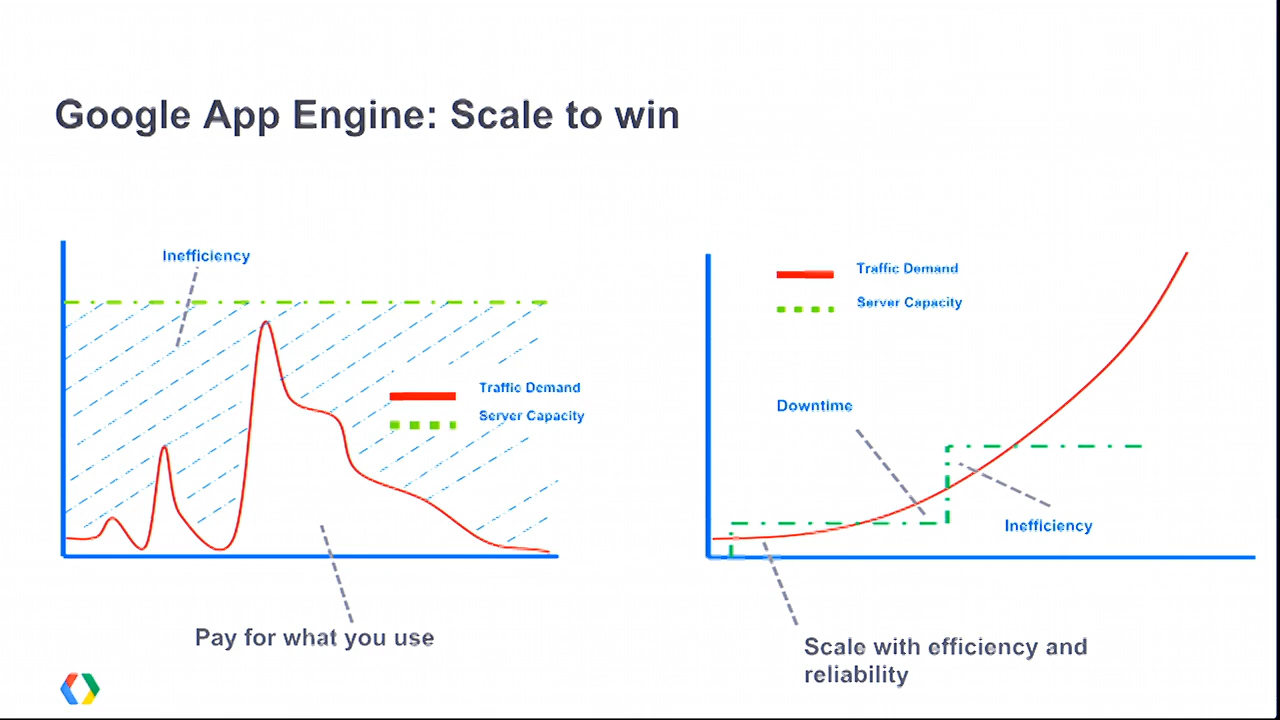 Google App Engine: Scale to win
Inefficiency
Traffic Demand
Server Capacity
Pay for what you use
Traffic Demand
Server Capacity
Downtime
Inefficiency
Scale with efficiency and
reliability